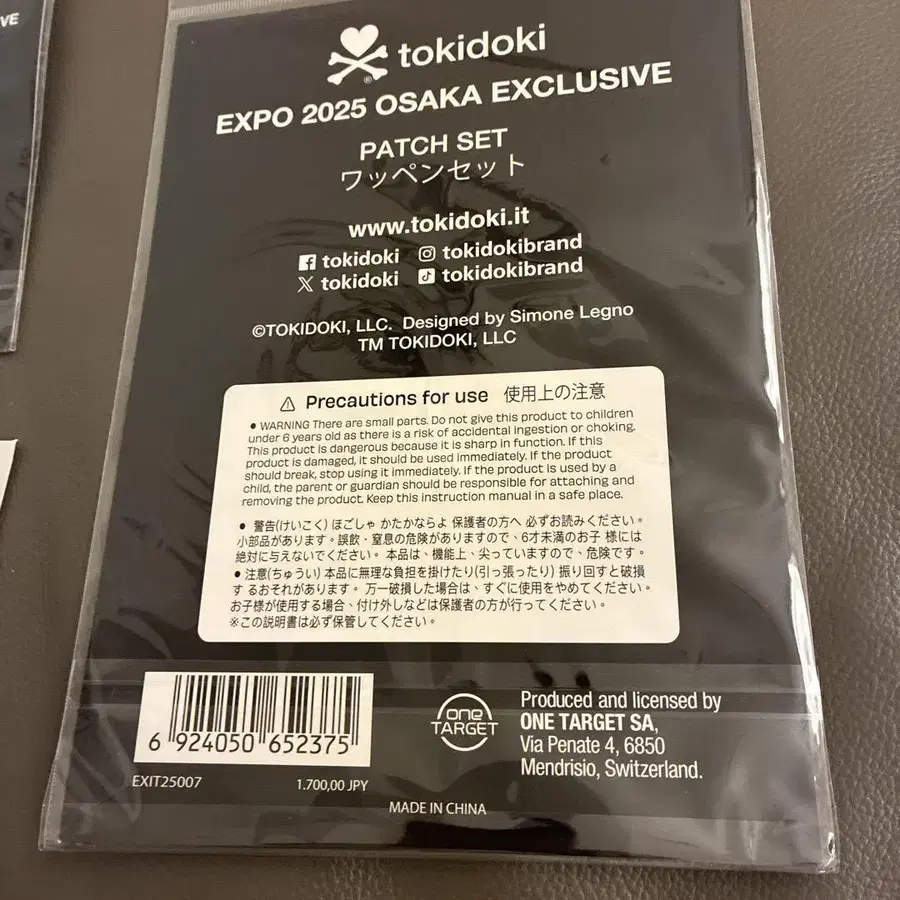 VE
tokidoki
EXPO 2025 OSAKA EXCLUSIVE
PATCH SET
ワッペンセット
www.tokidoki.it
tokidoki tokidokibrand
tokidoki tokidokibrand
©TOKIDOKI, LLC. Designed by Simone Legno
TM TOKIDOKI, LLC
Precautions for use 使用上の注意
• WARNING There are small parts. Do not give this product to children
under 6 years old as there is a risk of accidental ingestion or choking.
This product is dangerous because it is sharp in function. If this
product is damaged, it should be used immediately. If the product
should break, stop using it immediately. If the product is used by a
child, the parent or guardian should be responsible for attaching and
removing the product. Keep this instruction manual in a safe place.
• 警告(けいこく) ほごしゃ かたかならよ 保護者の方へ 必ずお読みください。
小部品があります。誤飲・窒息の危険がありますので、6才未満のお子 様には
絶対に与えないでください。 本品は、機能上、尖っていますので、危険です。
• 注意(ちゅうい) 本品に無理な負担を掛けたり(引っ張ったり) 振り回すと破損
す るおそれがあります。 万一破損した場合は、すぐに使用をやめてください。
お子様が使用する場合、付け外しなどは保護者の方が行ってください。
※この説明書は必ず保管してください。
6 924050 652375
EXIT25007 1.700,00 JPY
one
TARGET
Produced and licensed by
ONE TARGET SA,
Via Penate 4, 6850
Mendrisio, Switzerland.
MADE IN CHINA